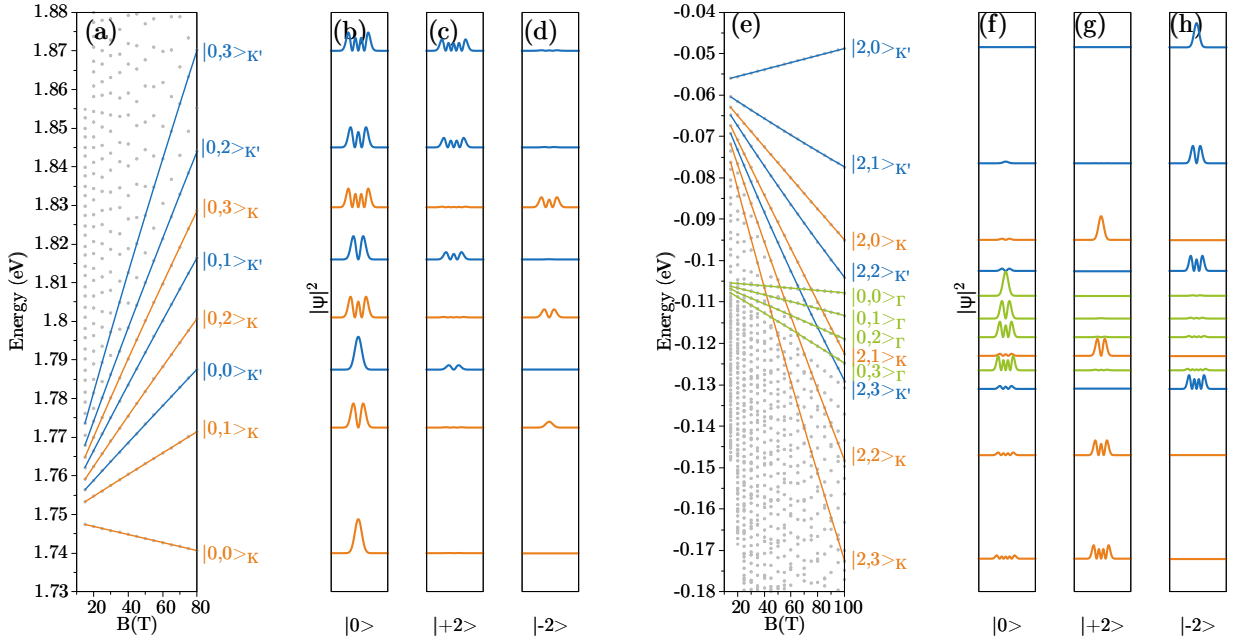 (a)
Energy (eV)
1.88
1.87
1.86
1.85
1.84
1.83
1.82
1.81
1.8
1.79
1.78
1.77
1.76
1.75
1.74
1.73
20 40 60 80
B(T)
|0,3>K'
|0,2>K'
|0,3>K
|0,1>K'
|0,2>K
|0,0>K'
|0,1>K
|0,0>K
|ψ|²
(b) (c) (d)
|0> |+2> |-2>
(e)
Energy (eV)
-0.04
-0.05
-0.06
-0.07
-0.08
-0.09
-0.1
-0.11
-0.12
-0.13
-0.14
-0.15
-0.16
-0.17
-0.18
20 40 60 80 100
B(T)
|2,0>K'
|2,1>K'
|2,0>K
|2,2>K'
|0,0>Γ
|0,1>Γ
|0,2>Γ
|2,1>K
|0,3>Γ
|2,3>K'
|2,2>K
|2,3>K
|ψ|²
(f) (g) (h)
|0> |+2> |-2>